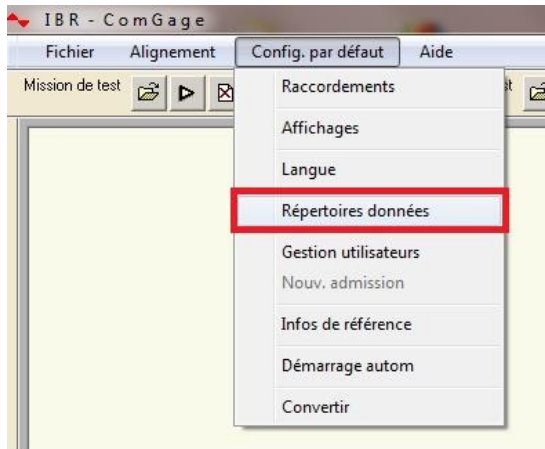 IBR - ComGage
Fichier Alignement Config. par défaut Aide
Mission de test
Raccordements
Affichages
Langue
Répertoires données
Gestion utilisateurs
Nouv. admission
Infos de référence
Démarrage autom
Convertir